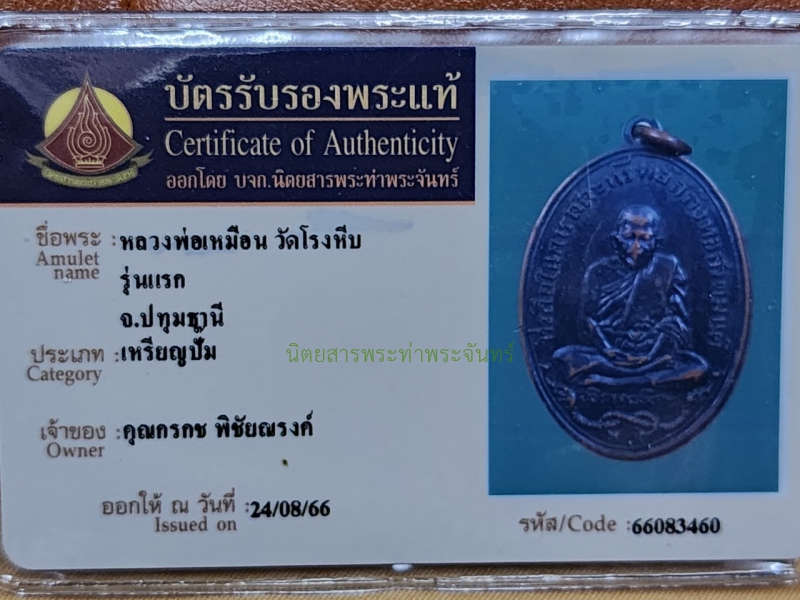 บัตรรับรองพระแท้
Certificate of Authenticity
ออกโดย บจก.นิตยสารพระท่าพระจันทร์
ชื่อพระ : หลวงพ่อเหมือน วัดโรงหีบ
Amulet name
รุ่นแรก
จ.ปทุมธานี
ประเภท : เหรียญปั๊ม
Category
นิตยสารพระท่าพระจันทร์
เจ้าของ : คุณกรกช พิชัยณรงค์
Owner
ออกให้ ณ วันที่ : 24/08/66
Issued on
รหัส/Code : 66083460